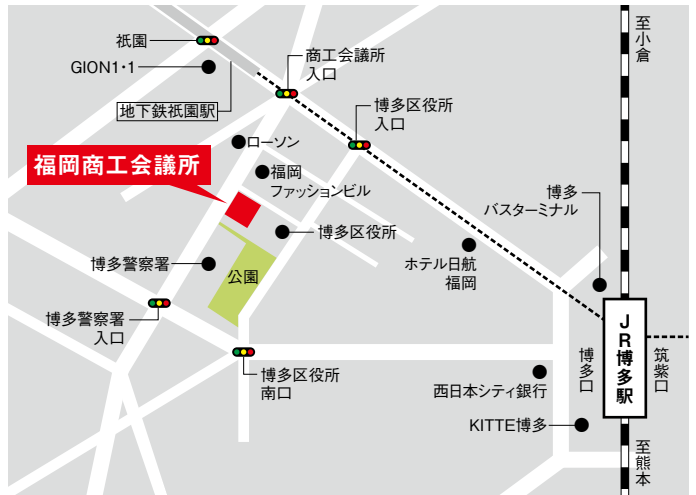 祇園
GION1・1
地下鉄祇園駅
商工会議所
入口
博多区役所
入口
至小倉
ローソン
福岡
ファッションビル
福岡商工会議所
博多
バスターミナル
博多区役所
ホテル日航
福岡
博多警察署
公園
博多警察署
入口
博多区役所
南口
西日本シティ銀行
KITTE博多
博多口
JR博多駅
筑紫口
至熊本